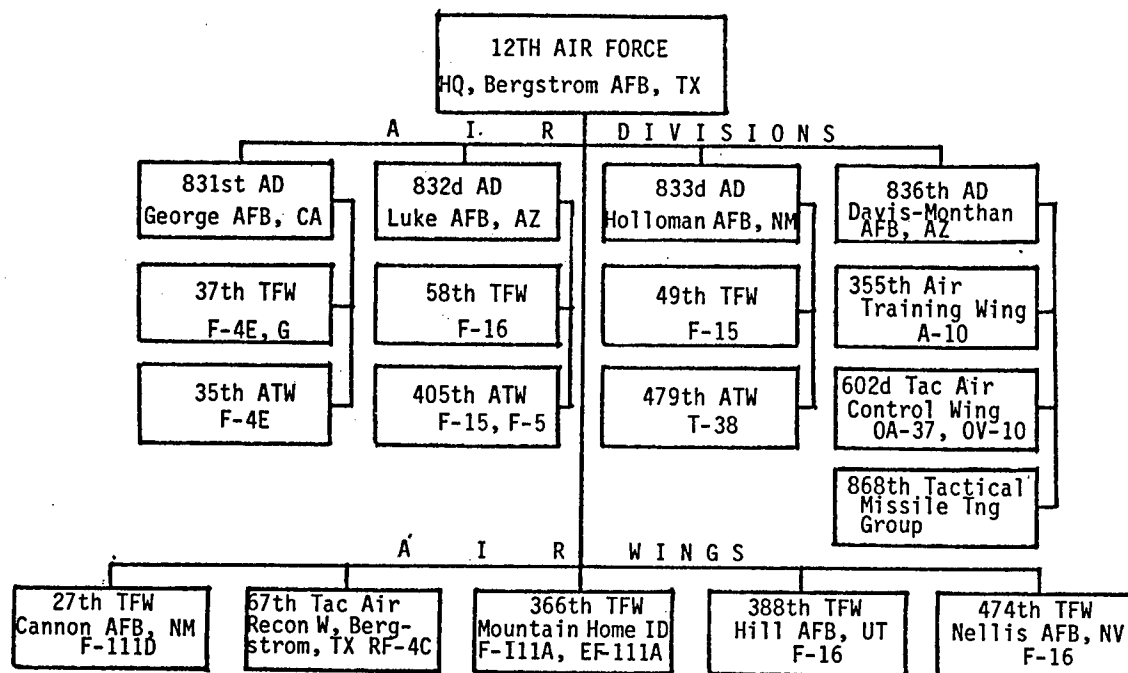 12TH AIR FORCE
HQ, Bergstrom AFB, TX
A I R DIVISIONS
831st AD
George AFB, CA
832d AD
Luke AFB, AZ
833d AD
Holloman AFB, NM
836th AD
Davis-Monthan
AFB, AZ
37th TFW
F-4E, G
58th TFW
F-16
49th TFW
F-15
355th Air
Training Wing
A-10
35th ATW
F-4E
405th ATW
F-15, F-5
479th ATW
T-38
602d Tac Air
Control Wing
OA-37, OV-10
868th Tactical
Missile Tng
Group
A I R WINGS
27th TFW
Cannon AFB, NM
F-111D
67th Tac Air
Recon W, Berg-
strom, TX RF-4C
366th TFW
Mountain Home ID
F-I11A, EF-111A
388th TFW
Hill AFB, UT
F-16
474th TFW
Nellis AFB, NV
F-16